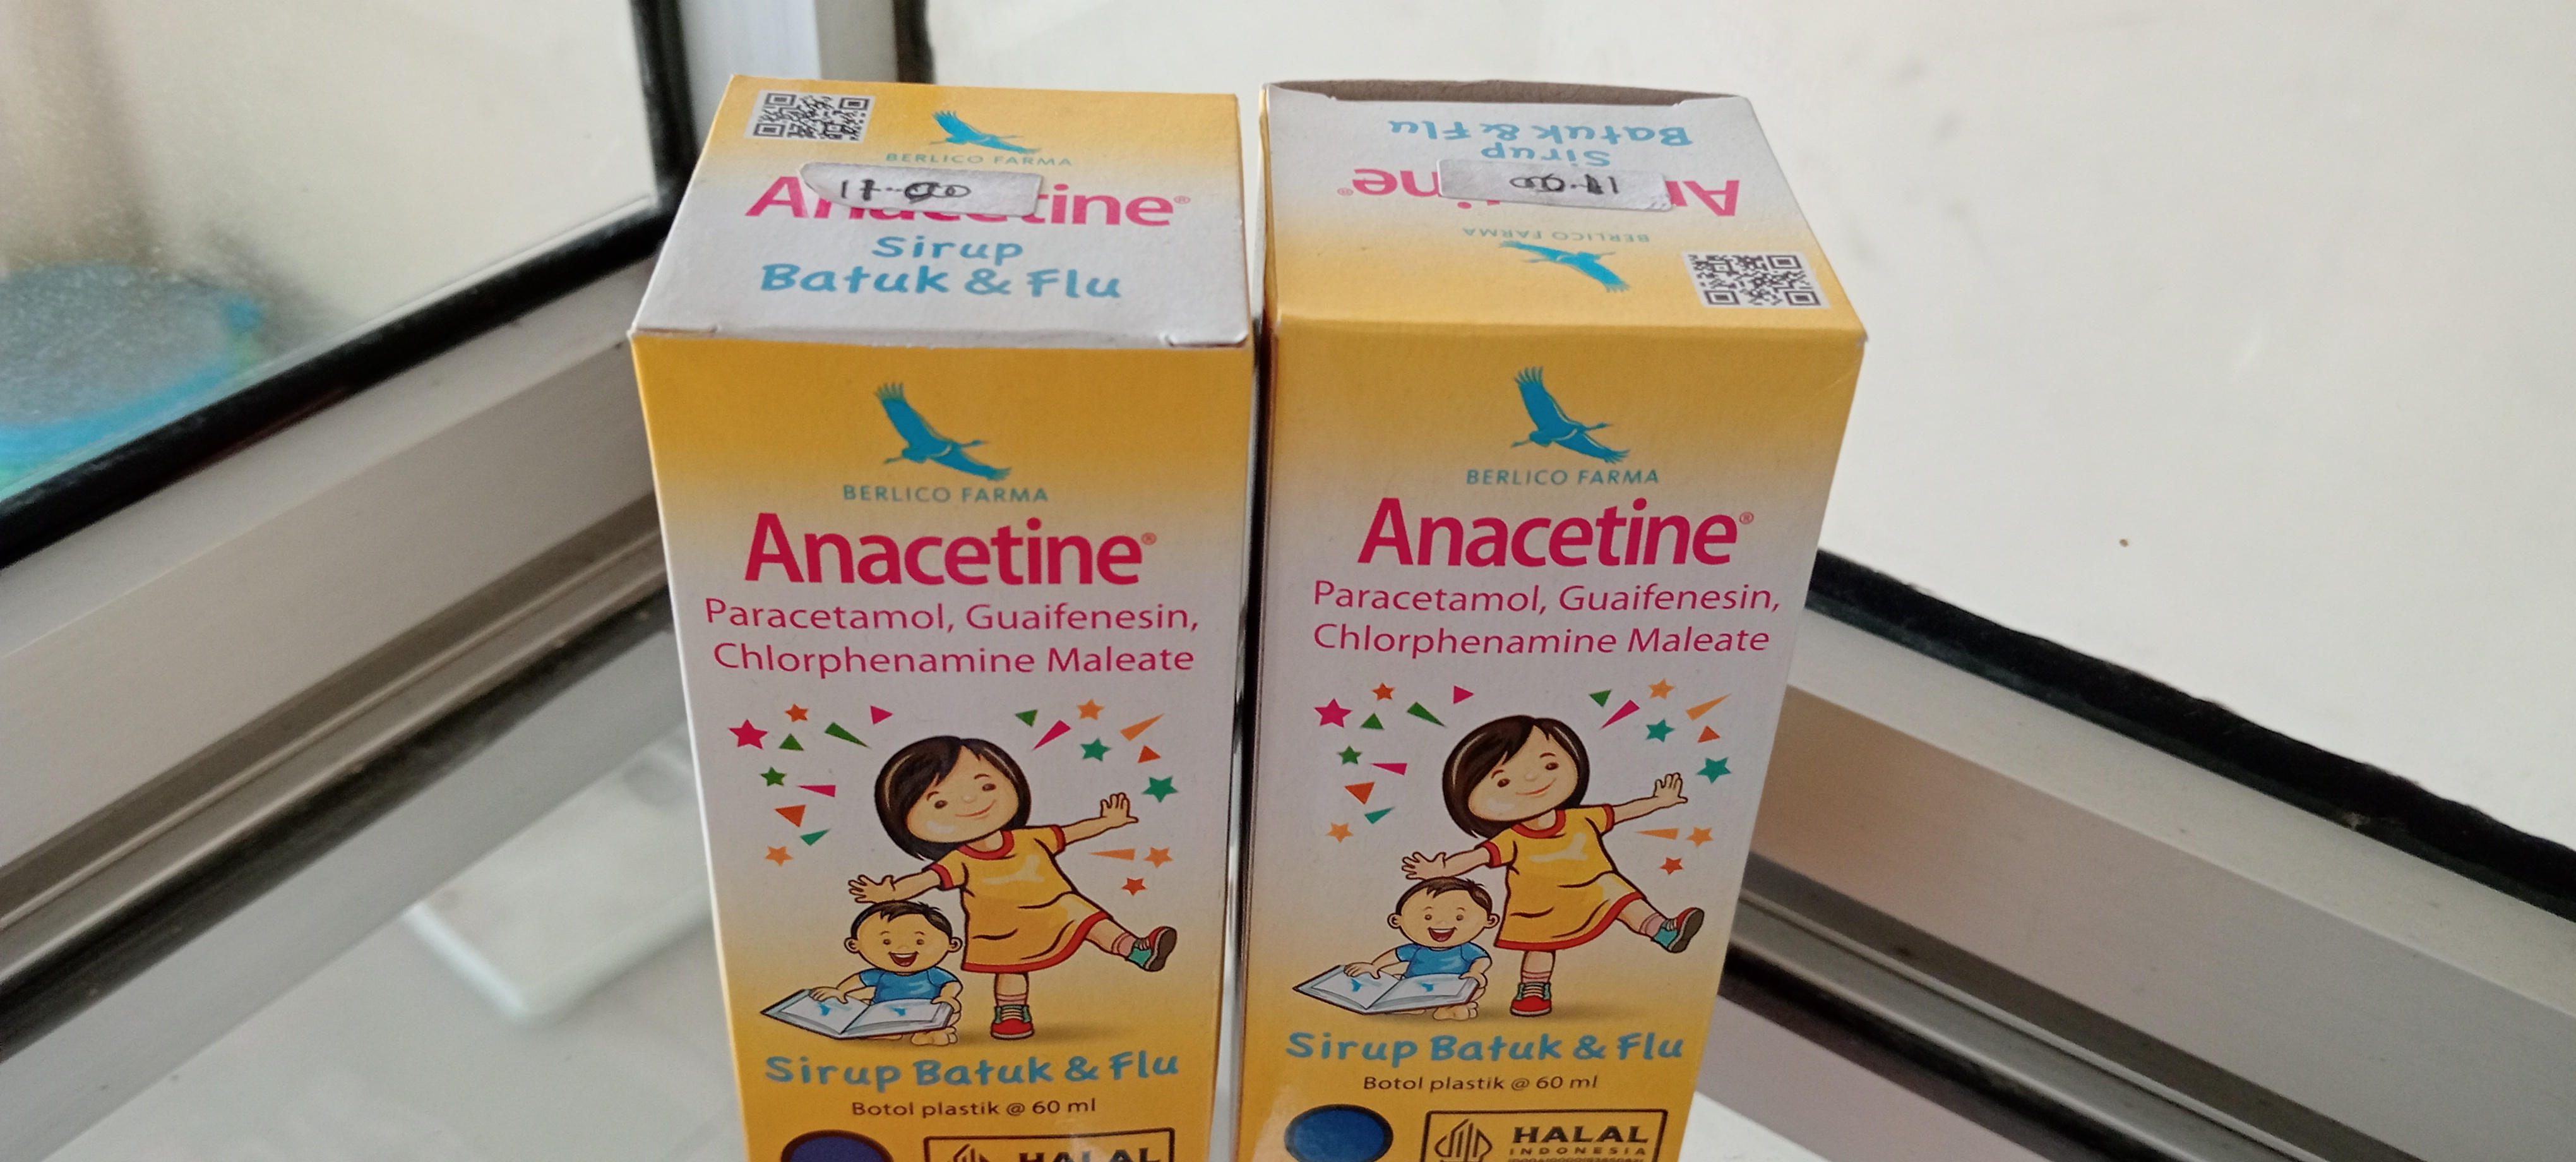 BERLICO FARMA
Anacetine®
Sirup
Batuk & Flu
BERLICO FARMA
Anacetine®
Paracetamol, Guaifenesin,
Chlorphenamine Maleate
Sirup Batuk & Flu
Botol plastik @ 60 ml
HALAL
BERLICO FARMA
Anacetine®
Sirup
Batuk & Flu
BERLICO FARMA
Anacetine®
Paracetamol, Guaifenesin,
Chlorphenamine Maleate
Sirup Batuk & Flu
Botol plastik @ 60 ml
HALAL
INDONESIA